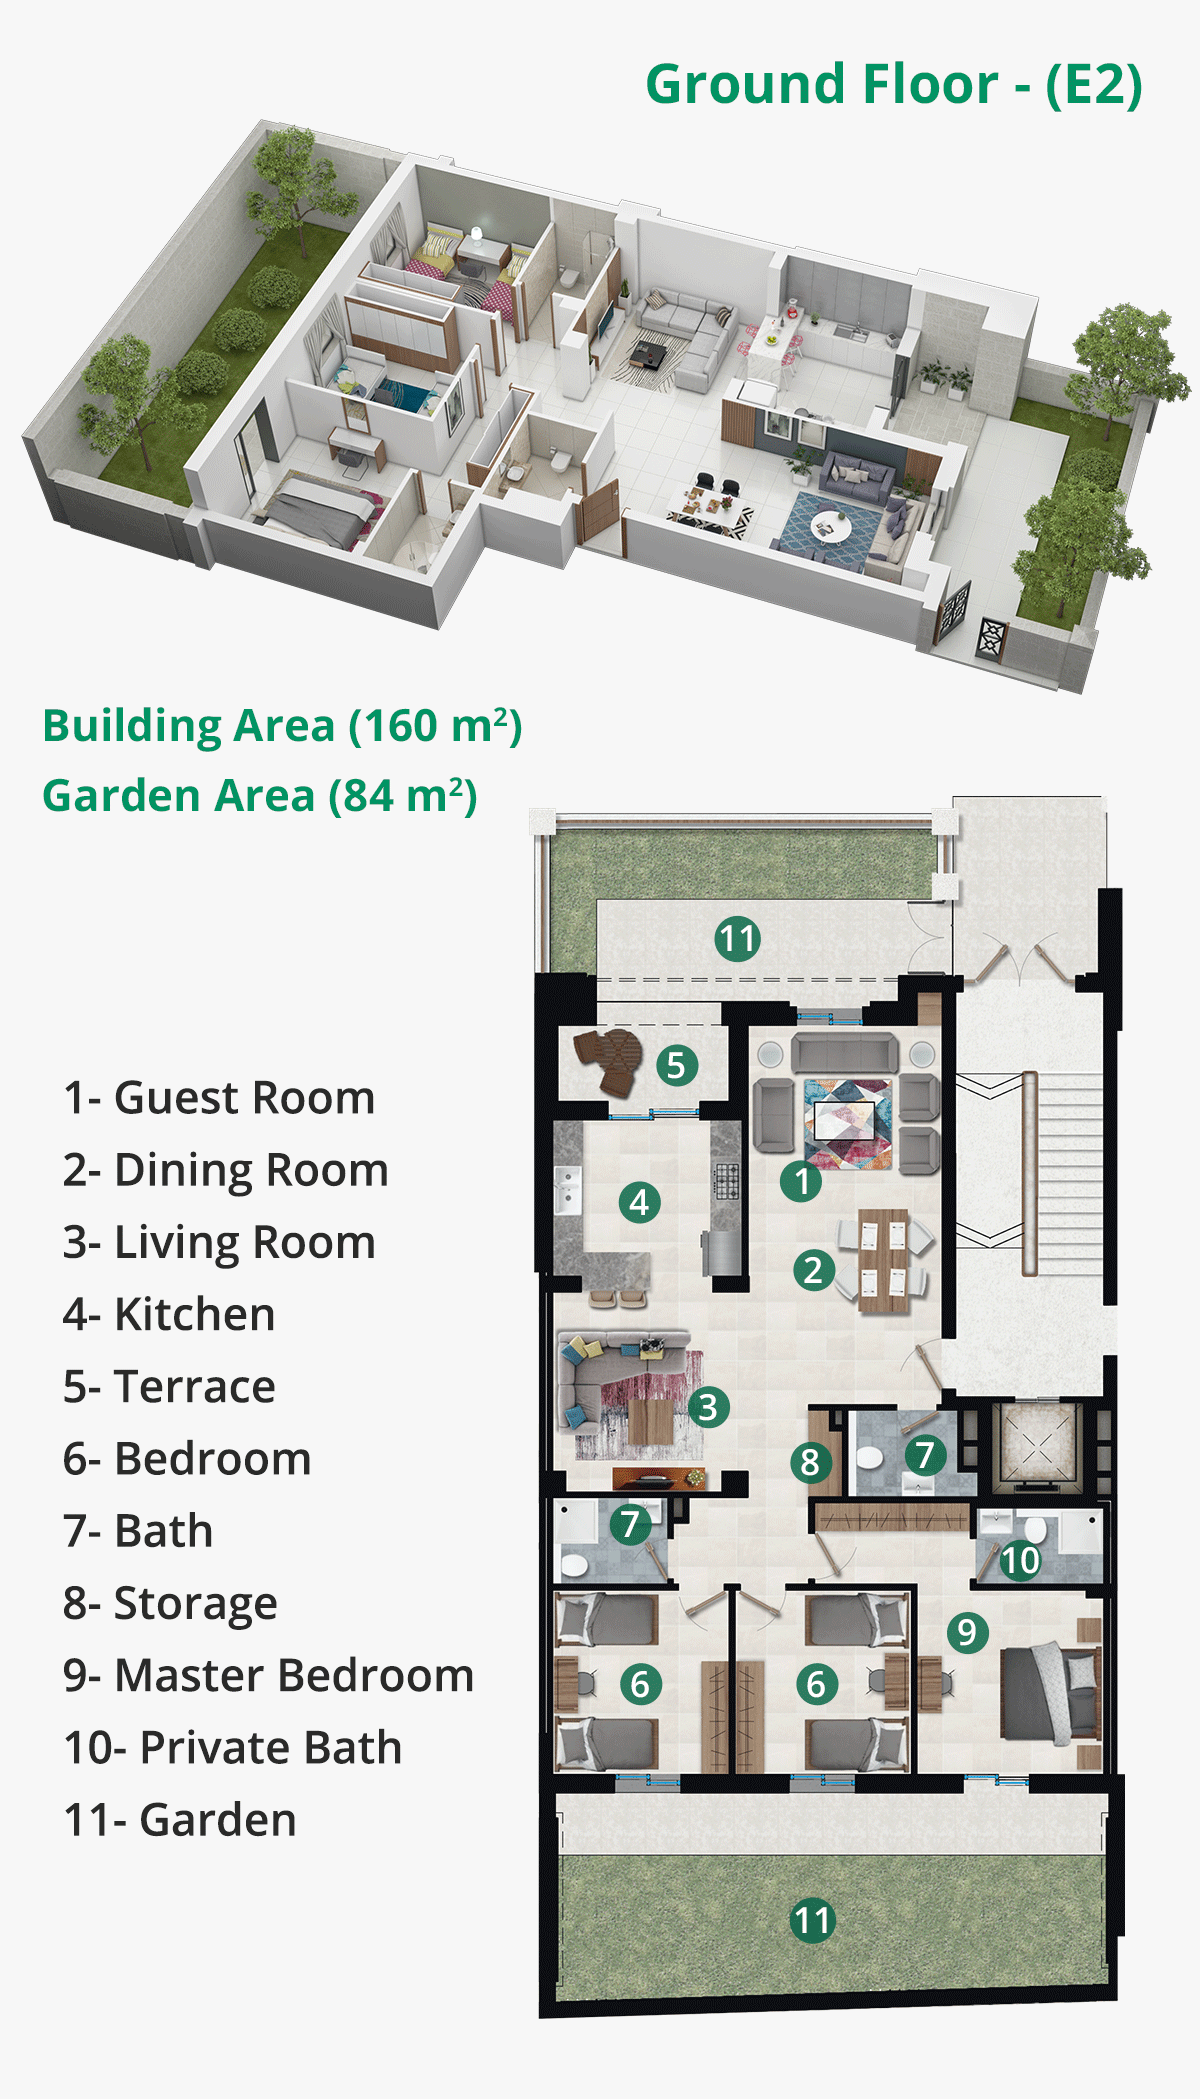 Ground Floor - (E2)
Building Area (160 m²)
Garden Area (84 m²)
1- Guest Room
2- Dining Room
3- Living Room
4- Kitchen
5- Terrace
6- Bedroom
7- Bath
8- Storage
9- Master Bedroom
10- Private Bath
11- Garden
11
5
1
4
2
3
7
8
7
10
9
6
6
11